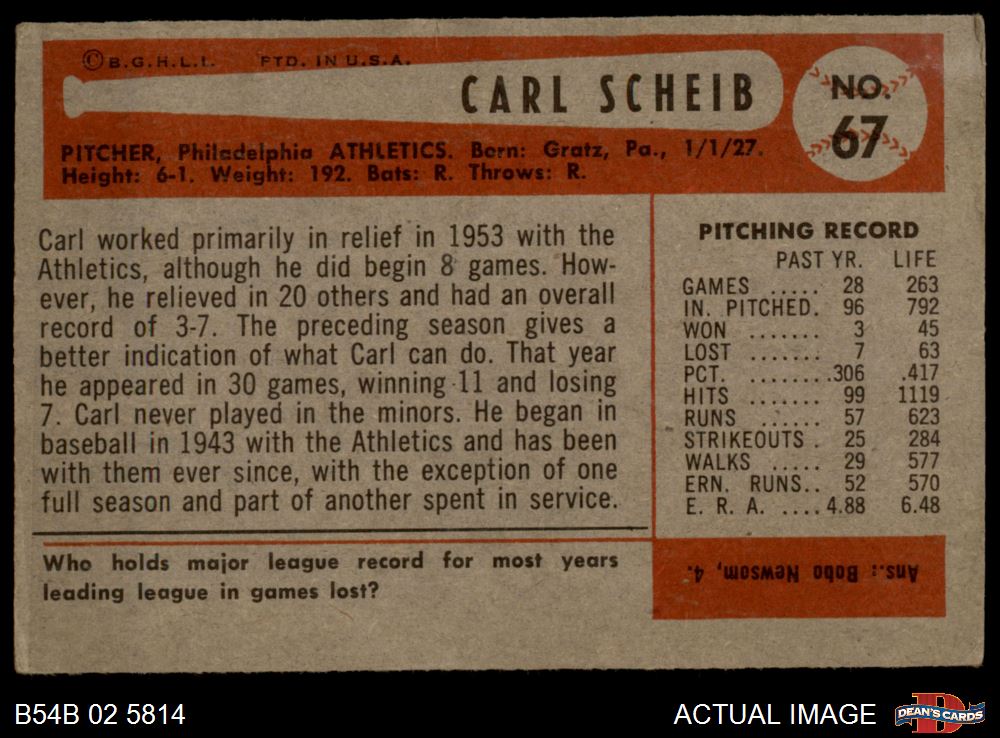 ©B.G.H.L.I. PTD. IN U.S.A.
CARL SCHEIB
NO.
67
PITCHER, Philadelphia ATHLETICS. Born: Gratz, Pa., 1/1/27.
Height: 6-1. Weight: 192. Bats: R. Throws: R.
Carl worked primarily in relief in 1953 with the
Athletics, although he did begin 8 games. How-
ever, he relieved in 20 others and had an overall
record of 3-7. The preceding season gives a
better indication of what Carl can do. That year
he appeared in 30 games, winning 11 and losing
7. Carl never played in the minors. He began in
baseball in 1943 with the Athletics and has been
with them ever since, with the exception of one
full season and part of another spent in service.
PITCHING RECORD
PAST YR. LIFE
GAMES ..... 28 263
IN. PITCHED. 96 792
WON ....... 3 45
LOST ....... 7 63
PCT. ........ .306 .417
HITS ....... 99 1119
RUNS ...... 57 623
STRIKEOUTS . 25 284
WALKS ..... 29 577
ERN. RUNS.. 52 570
E. R. A. .... 4.88 6.48
Who holds major league record for most years
leading league in games lost?
Ans.: Bobo Newsom, 4.
B54B 02 5814
ACTUAL IMAGE
DEAN'S CARDS